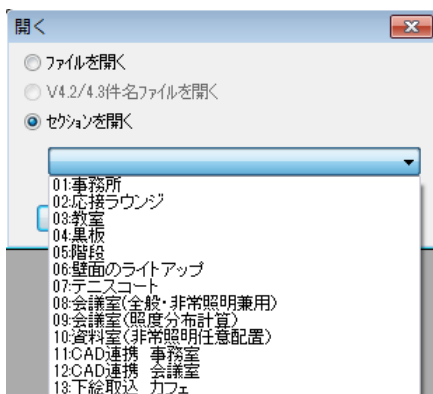 開く
ファイルを開く
V4.2/4.3件名ファイルを開く
セクションを開く
01:事務所
02:応接ラウンジ
03:教室
04:黒板
05:階段
06:壁面のライトアップ
07:テニスコート
08:会議室(全般・非常照明兼用)
09:会議室(照度分布計算)
10:資料室(非常照明任意配置)
11:CAD連携 事務室
12:CAD連携 会議室
13:下絵取込 カフェ